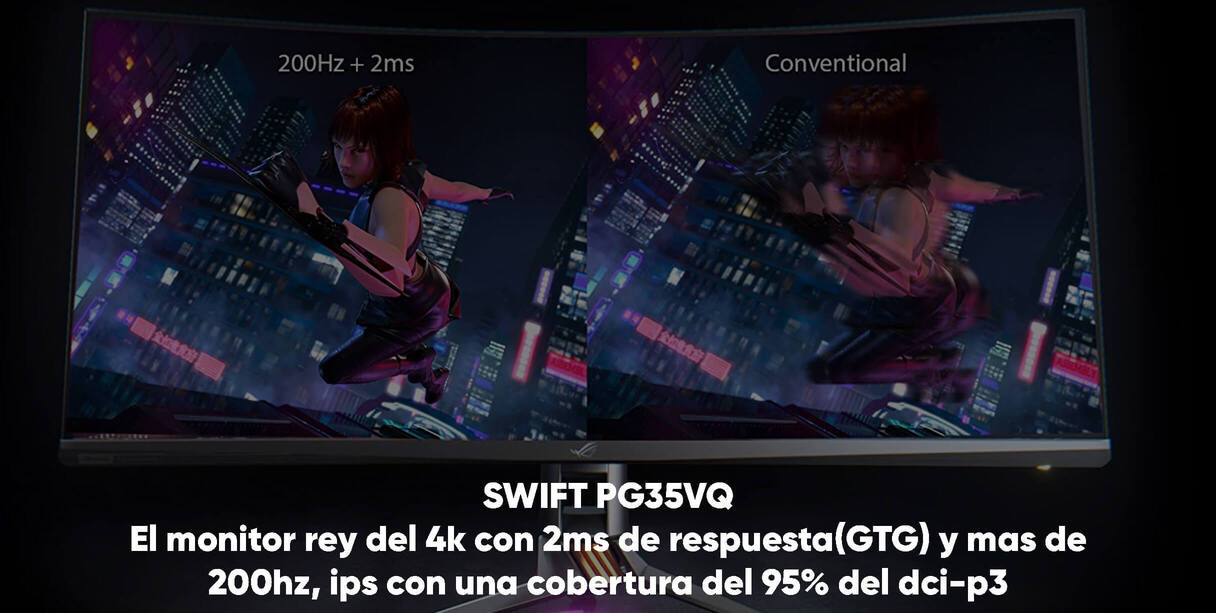 200Hz + 2ms
Conventional
SWIFT PG35VQ
El monitor rey del 4k con 2ms de respuesta(GTG) y mas de
200hz, ips con una cobertura del 95% del dci-p3